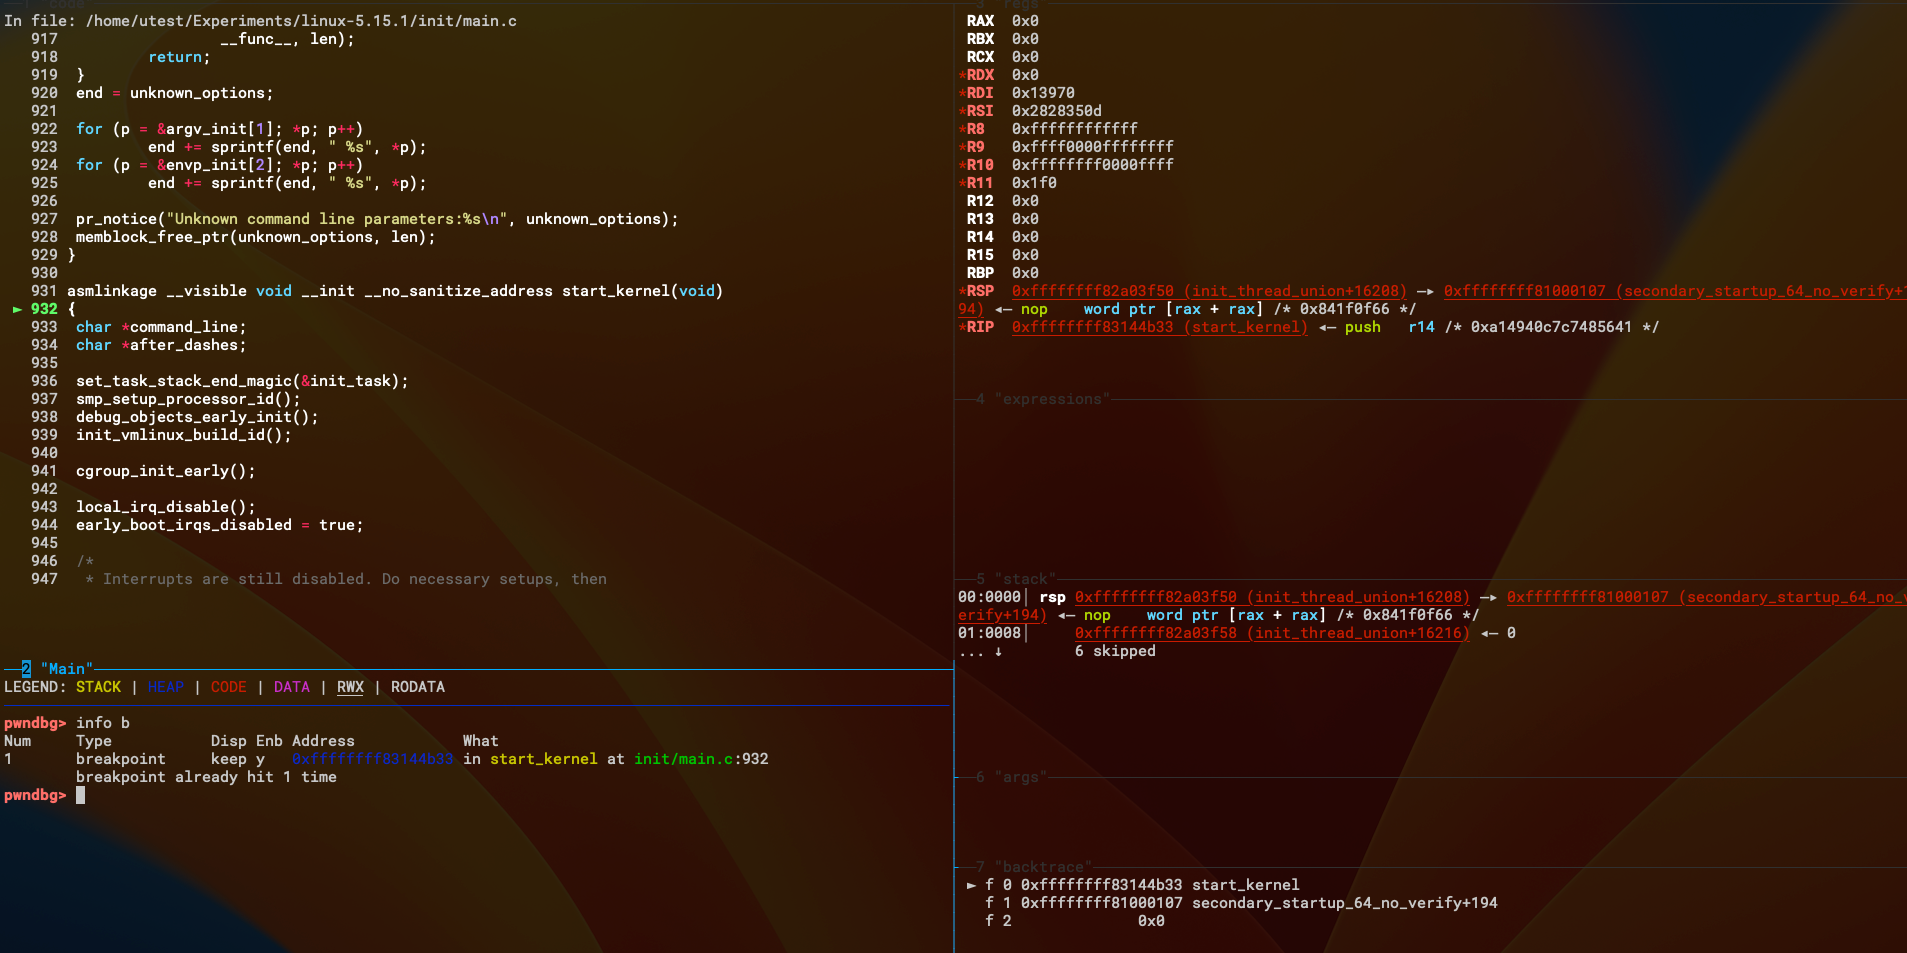 1 "code"
In file: /home/utest/Experiments/linux-5.15.1/init/main.c
917 __func__, len);
918 return;
919 }
920 end = unknown_options;
921
922 for (p = &argv_init[1]; *p; p++)
923 end += sprintf(end, " %s", *p);
924 for (p = &envp_init[2]; *p; p++)
925 end += sprintf(end, " %s", *p);
926
927 pr_notice("Unknown command line parameters:%s\n", unknown_options);
928 memblock_free_ptr(unknown_options, len);
929 }
930
931 asmlinkage __visible void __init __no_sanitize_address start_kernel(void)
► 932 {
933 char *command_line;
934 char *after_dashes;
935
936 set_task_stack_end_magic(&init_task);
937 smp_setup_processor_id();
938 debug_objects_early_init();
939 init_vmlinux_build_id();
940
941 cgroup_init_early();
942
943 local_irq_disable();
944 early_boot_irqs_disabled = true;
945
946 /*
947 * Interrupts are still disabled. Do necessary setups, then
2 "Main"
LEGEND: STACK | HEAP | CODE | DATA | RWX | RODATA
pwndbg> info b
Num Type Disp Enb Address What
1 breakpoint keep y 0xffffffff83144b33 in start_kernel at init/main.c:932
breakpoint already hit 1 time
pwndbg>
3 "regs"
RAX 0x0
RBX 0x0
RCX 0x0
*RDX 0x0
*RDI 0x13970
*RSI 0x2828350d
*R8 0xffffffffffff
*R9 0xffff0000ffffffff
*R10 0xffffffff0000ffff
*R11 0x1f0
R12 0x0
R13 0x0
R14 0x0
R15 0x0
RBP 0x0
*RSP 0xffffffff82a03f50 (init_thread_union+16208) —▸ 0xffffffff81000107 (secondary_startup_64_no_verify+1
94) ◂— nop word ptr [rax + rax] /* 0x841f0f66 */
*RIP 0xffffffff83144b33 (start_kernel) ◂— push r14 /* 0xa14940c7c7485641 */
4 "expressions"
5 "stack"
00:0000│ rsp 0xffffffff82a03f50 (init_thread_union+16208) —▸ 0xffffffff81000107 (secondary_startup_64_no_v
erify+194) ◂— nop word ptr [rax + rax] /* 0x841f0f66 */
01:0008│ 0xffffffff82a03f58 (init_thread_union+16216) ◂— 0
... ↓ 6 skipped
6 "args"
7 "backtrace"
► f 0 0xffffffff83144b33 start_kernel
f 1 0xffffffff81000107 secondary_startup_64_no_verify+194
f 2 0x0